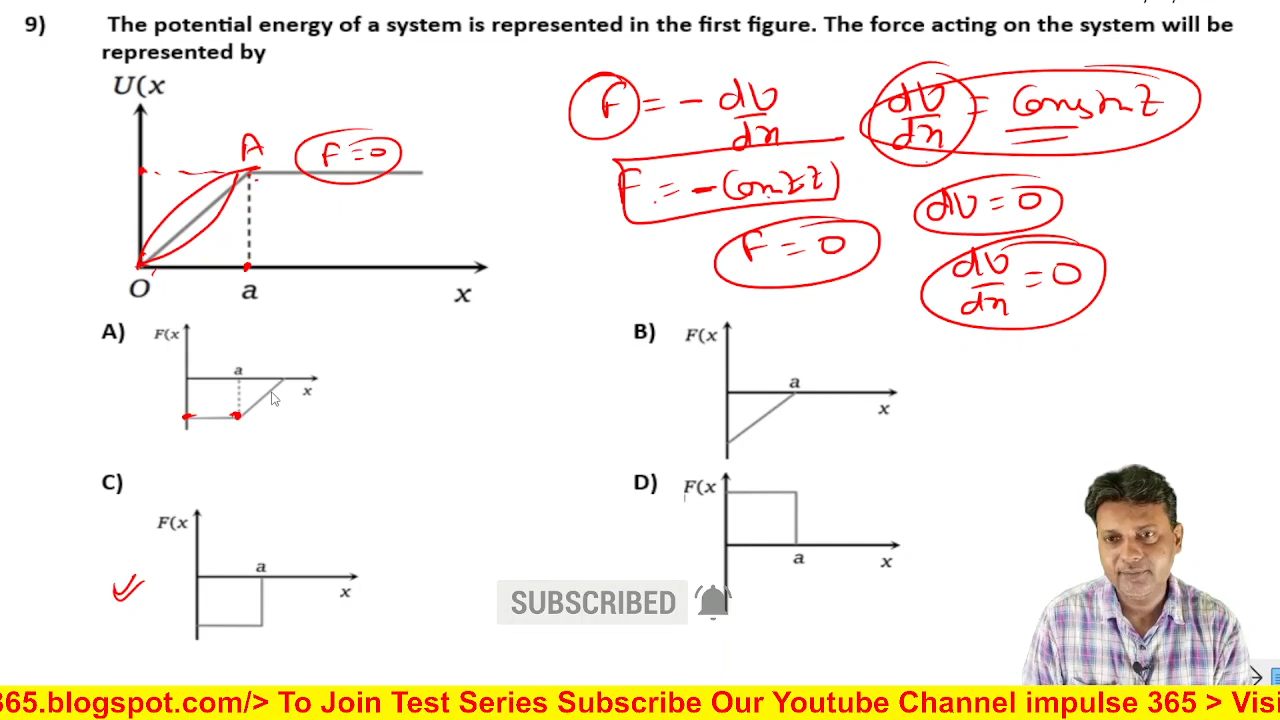 9) The potential energy of a system is represented in the first figure. The force acting on the system will be
represented by
U(x
A
F = 0
O
a
x
F = - dU/dx
dU/dx = Const
F = - Const
dU = 0
F = 0
dU/dx = 0
A)
F(x
a
x
B)
F(x
a
x
C)
F(x
a
x
D)
F(x
a
x
SUBSCRIBED
365.blogspot.com/> To Join Test Series Subscribe Our Youtube Channel impulse 365 > Visi